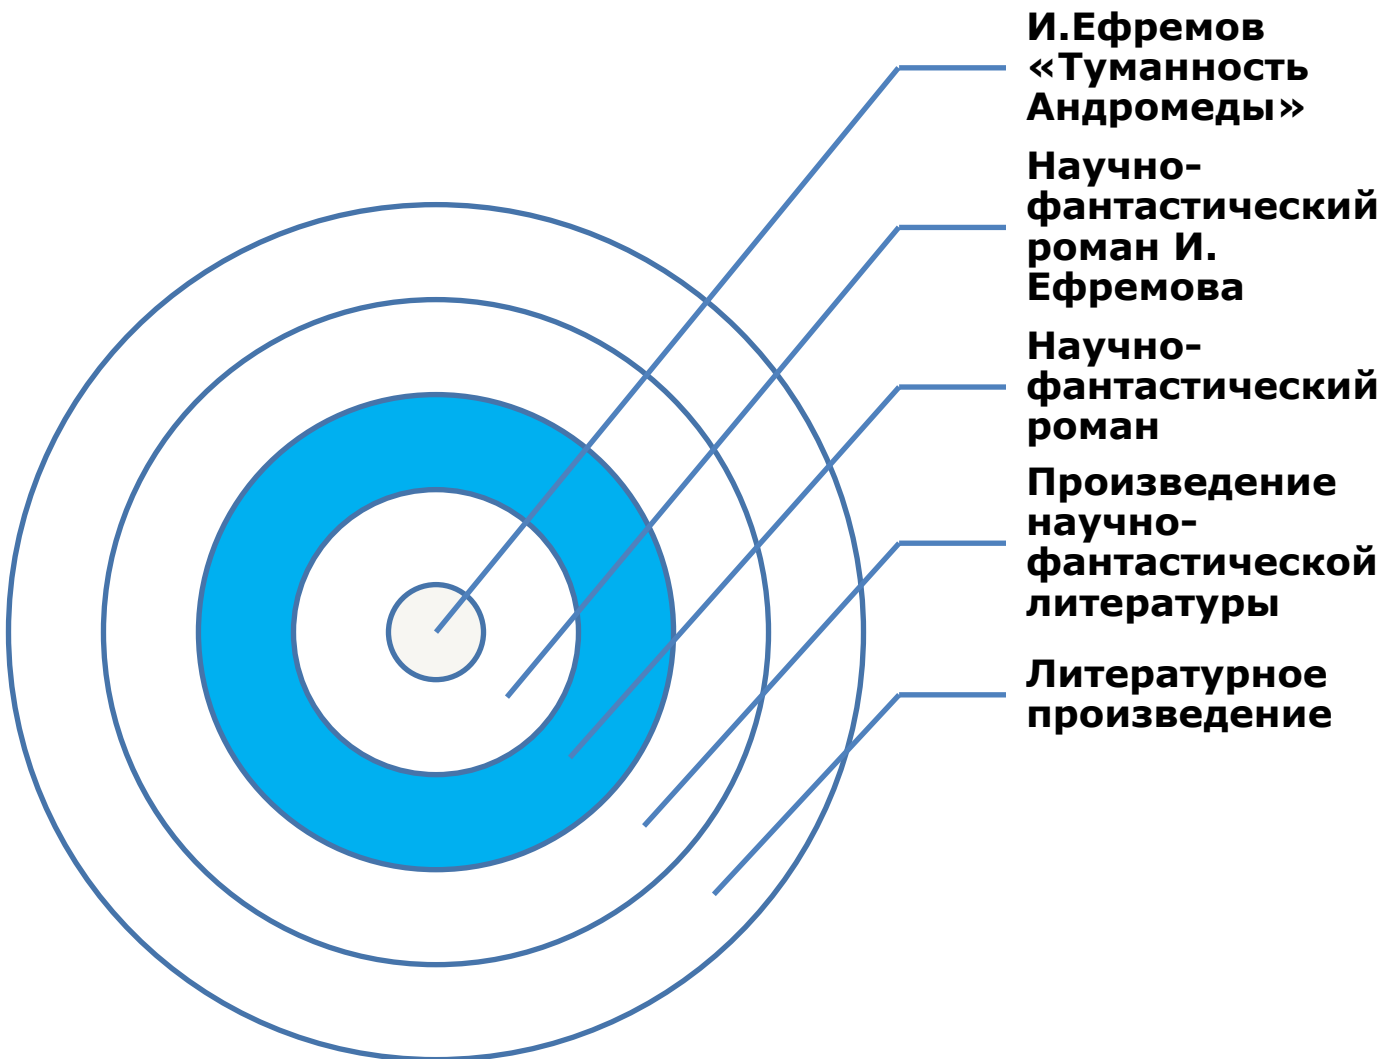 И.Ефремов
«Туманность
Андромеды»
Научно-
фантастический
роман И.
Ефремова
Научно-
фантастический
роман
Произведение
научно-
фантастической
литературы
Литературное
произведение